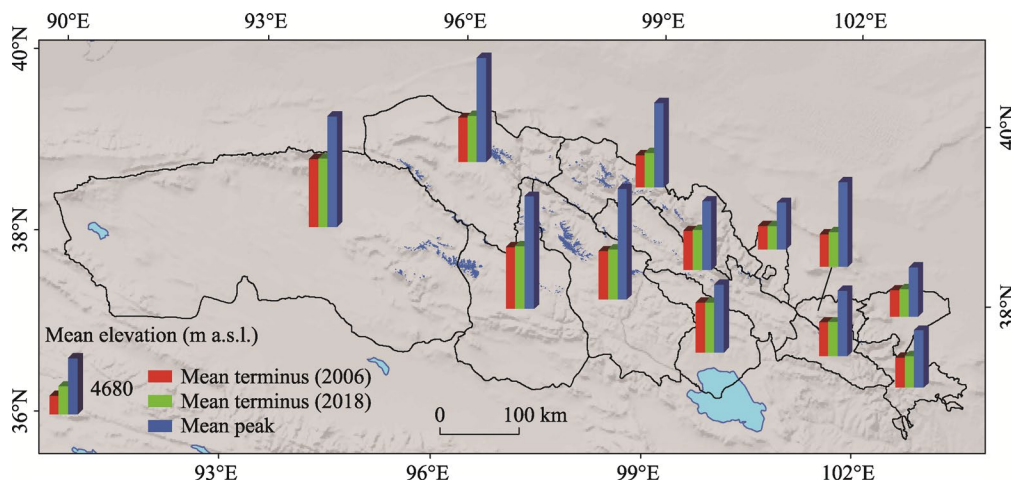 90°E 93°E 96°E 99°E 102°E
40°N
40°N
38°N
38°N
Mean elevation (m a.s.l.)
4680
Mean terminus (2006)
Mean terminus (2018)
Mean peak
0 100 km
36°N
93°E 96°E 99°E 102°E